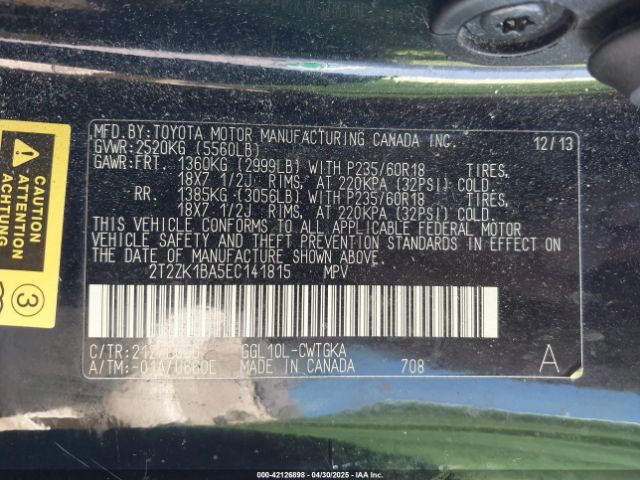 MFD. BY: TOYOTA MOTOR MANUFACTURING CANADA INC. 12/13
GVWR: 2520KG (5560LB)
GAWR: FRT. 1360KG (2999LB) WITH P235/60R18 TIRES,
18X7 1/2J RIMS, AT 220KPA (32PSI) COLD.
RR. 1385KG (3056LB) WITH P235/60R18 TIRES,
18X7 1/2J RIMS, AT 220KPA (32PSI) COLD.
THIS VEHICLE CONFORMS TO ALL APPLICABLE FEDERAL MOTOR
VEHICLE SAFETY AND THEFT PREVENTION STANDARDS IN EFFECT ON
THE DATE OF MANUFACTURE SHOWN ABOVE.
2T2ZK1BA5EC141815 MPV
C/TR: GGL10L-CWTGKA
A/TM: MADE IN CANADA 708 A
CAUTION
ATTENTION
3
000-42126898 - 04/30/2025 - IAA Inc.